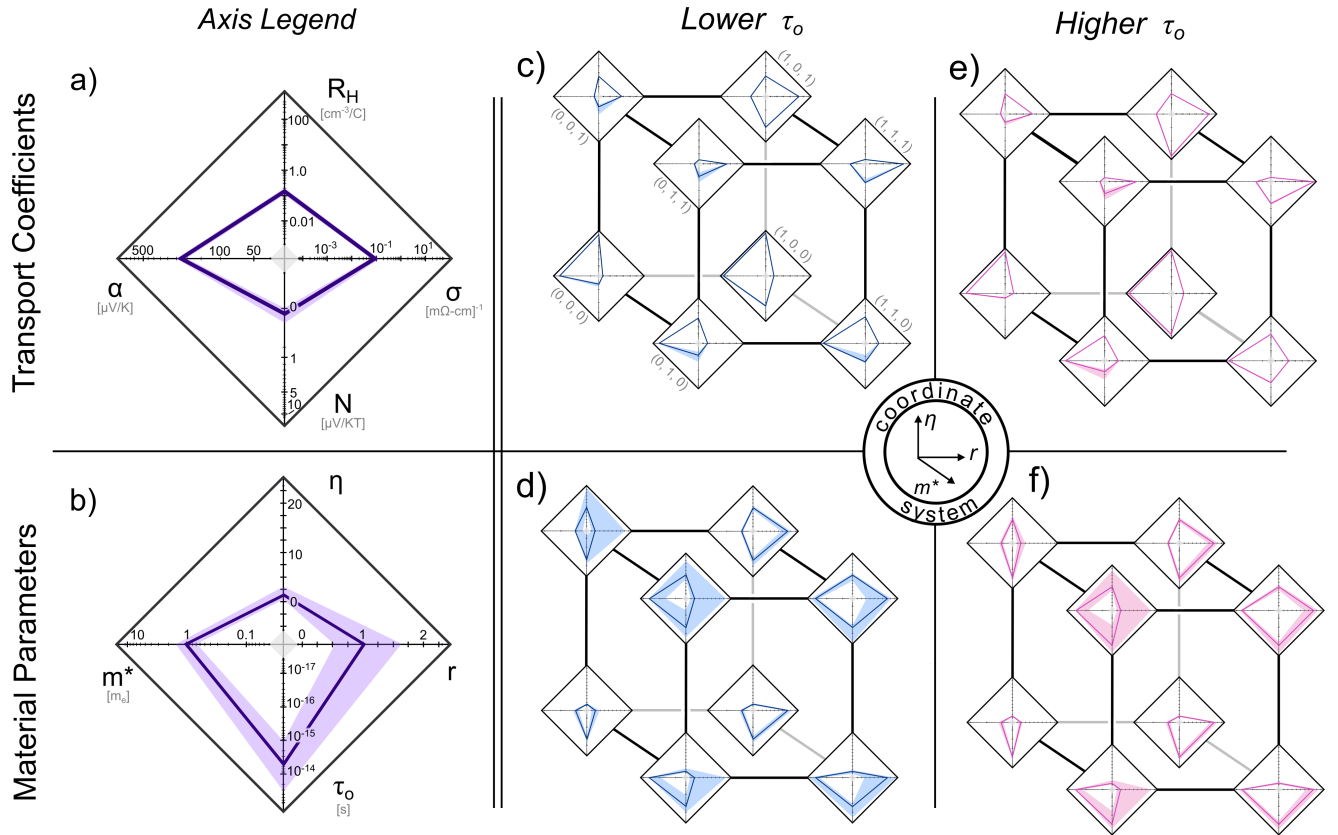 Axis Legend
Lower τₒ
Higher τₒ
Transport Coefficients
Material Parameters
a)
R_H
[cm⁻³/C]
100
1.0
0.01
500
100
50
10⁻³
10⁻¹
10¹
α
[μV/K]
σ
[mΩ-cm]⁻¹
0
1
5
10
N
[μV/KT]
b)
η
20
10
0
10
1
0.1
0
1
2
m*
[mₑ]
r
10⁻¹⁷
10⁻¹⁶
10⁻¹⁵
10⁻¹⁴
τₒ
[s]
c)
(1, 0, 1)
(0, 0, 1)
(1, 1, 1)
(0, 1, 1)
(1, 0, 0)
(0, 0, 0)
(1, 1, 0)
(0, 1, 0)
d)
e)
f)
coordinate
η
r
m*
system